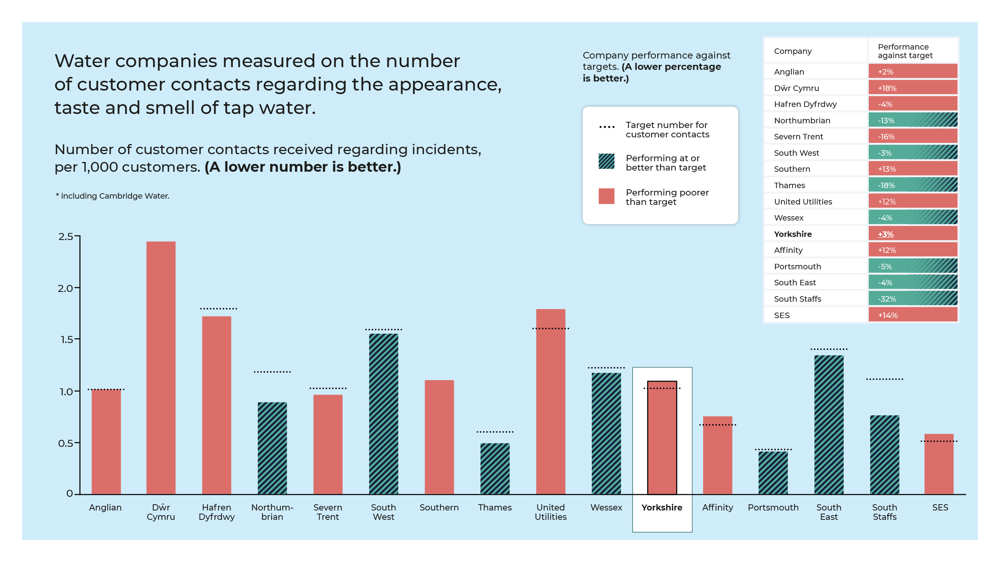 Water companies measured on the number
of customer contacts regarding the appearance,
taste and smell of tap water.
Number of customer contacts received regarding incidents,
per 1,000 customers. (A lower number is better.)
* including Cambridge Water.
Company performance against
targets. (A lower percentage
is better.)
Target number for
customer contacts
Performing at or
better than target
Performing poorer
than target
Company
Performance
against target
Anglian +2%
Dŵr Cymru +18%
Hafren Dyfrdwy -4%
Northumbrian -13%
Severn Trent -16%
South West -3%
Southern +13%
Thames -18%
United Utilities +12%
Wessex -4%
Yorkshire +3%
Affinity +12%
Portsmouth -5%
South East -4%
South Staffs -32%
SES +14%
2.5
2.0
1.5
1.0
0.5
0
Anglian
Dŵr
Cymru
Hafren
Dyfrdwy
Northum-
brian
Severn
Trent
South
West
Southern
Thames
United
Utilities
Wessex
Yorkshire
Affinity
Portsmouth
South
East
South
Staffs
SES